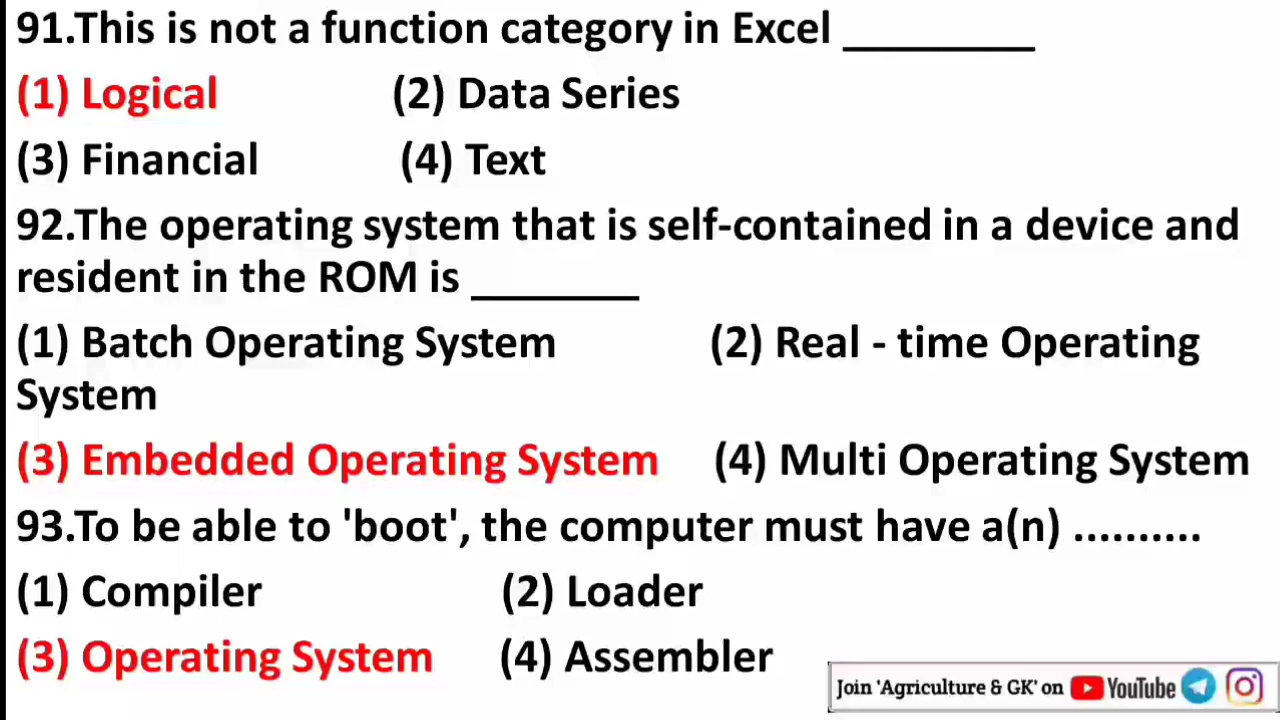 91.This is not a function category in Excel ________
(1) Logical (2) Data Series
(3) Financial (4) Text
92.The operating system that is self-contained in a device and
resident in the ROM is _______
(1) Batch Operating System (2) Real - time Operating
System
(3) Embedded Operating System (4) Multi Operating System
93.To be able to 'boot', the computer must have a(n) ..........
(1) Compiler (2) Loader
(3) Operating System (4) Assembler
Join 'Agriculture & GK' on YouTube